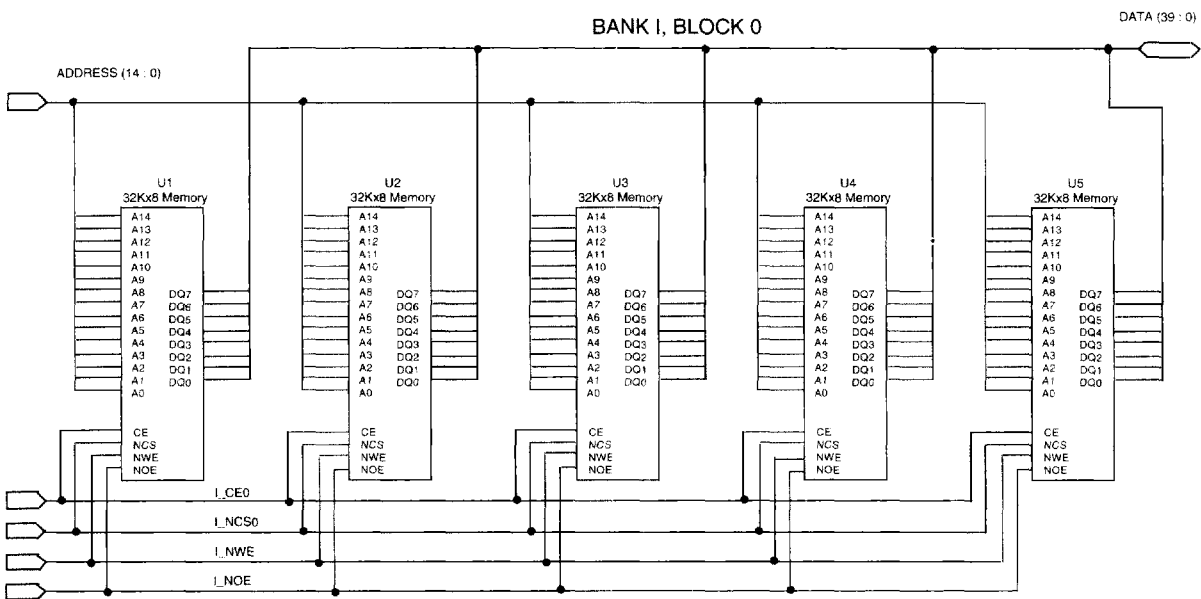 BANK I, BLOCK 0
DATA (39 : 0)
ADDRESS (14 : 0)
U1
32Kx8 Memory
A14
A13
A12
A11
A10
A9
A8
A7
A6
A5
A4
A3
A2
A1
A0
DQ7
DQ6
DQ5
DQ4
DQ3
DQ2
DQ1
DQ0
CE
NCS
NWE
NOE
U2
32Kx8 Memory
A14
A13
A12
A11
A10
A9
A8
A7
A6
A5
A4
A3
A2
A1
A0
DQ7
DQ6
DQ5
DQ4
DQ3
DQ2
DQ1
DQ0
CE
NCS
NWE
NOE
U3
32Kx8 Memory
A14
A13
A12
A11
A10
A9
A8
A7
A6
A5
A4
A3
A2
A1
A0
DQ7
DQ6
DQ5
DQ4
DQ3
DQ2
DQ1
DQ0
CE
NCS
NWE
NOE
U4
32Kx8 Memory
A14
A13
A12
A11
A10
A9
A8
A7
A6
A5
A4
A3
A2
A1
A0
DQ7
DQ6
DQ5
DQ4
DQ3
DQ2
DQ1
DQ0
CE
NCS
NWE
NOE
U5
32Kx8 Memory
A14
A13
A12
A11
A10
A9
A8
A7
A6
A5
A4
A3
A2
A1
A0
DQ7
DQ6
DQ5
DQ4
DQ3
DQ2
DQ1
DQ0
CE
NCS
NWE
NOE
I_CE0
I_NCS0
I_NWE
I_NOE